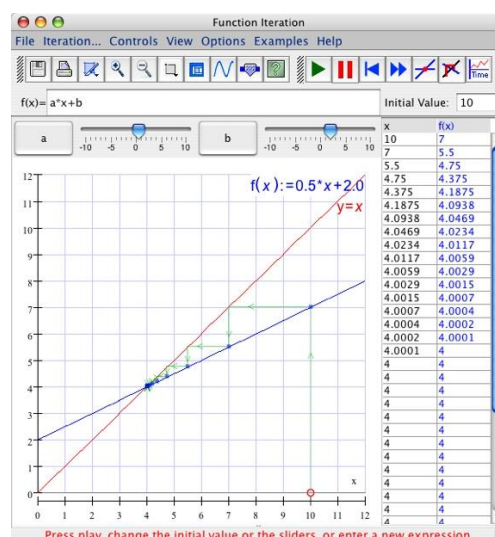 Function Iteration
File Iteration... Controls View Options Examples Help
Time
f(x)= a*x+b
Initial Value: 10
a
-10 -5 0 5 10
b
-10 -5 0 5 10
x f(x)
10 7
7 5.5
5.5 4.75
4.75 4.375
4.375 4.1875
4.1875 4.0938
4.0938 4.0469
4.0469 4.0234
4.0234 4.0117
4.0117 4.0059
4.0059 4.0029
4.0029 4.0015
4.0015 4.0007
4.0007 4.0004
4.0004 4.0002
4.0002 4.0001
4.0001 4
4 4
4 4
4 4
4 4
4 4
4 4
4 4
4 4
4 4
4 4
4 4
4 4
4 4
f(x):=0.5*x+2.0
y=x
12
11
10
9
8
7
6
5
4
3
2
1
0
x
0 1 2 3 4 5 6 7 8 9 10 11 12
Press play, change the initial value or the sliders, or enter a new expression